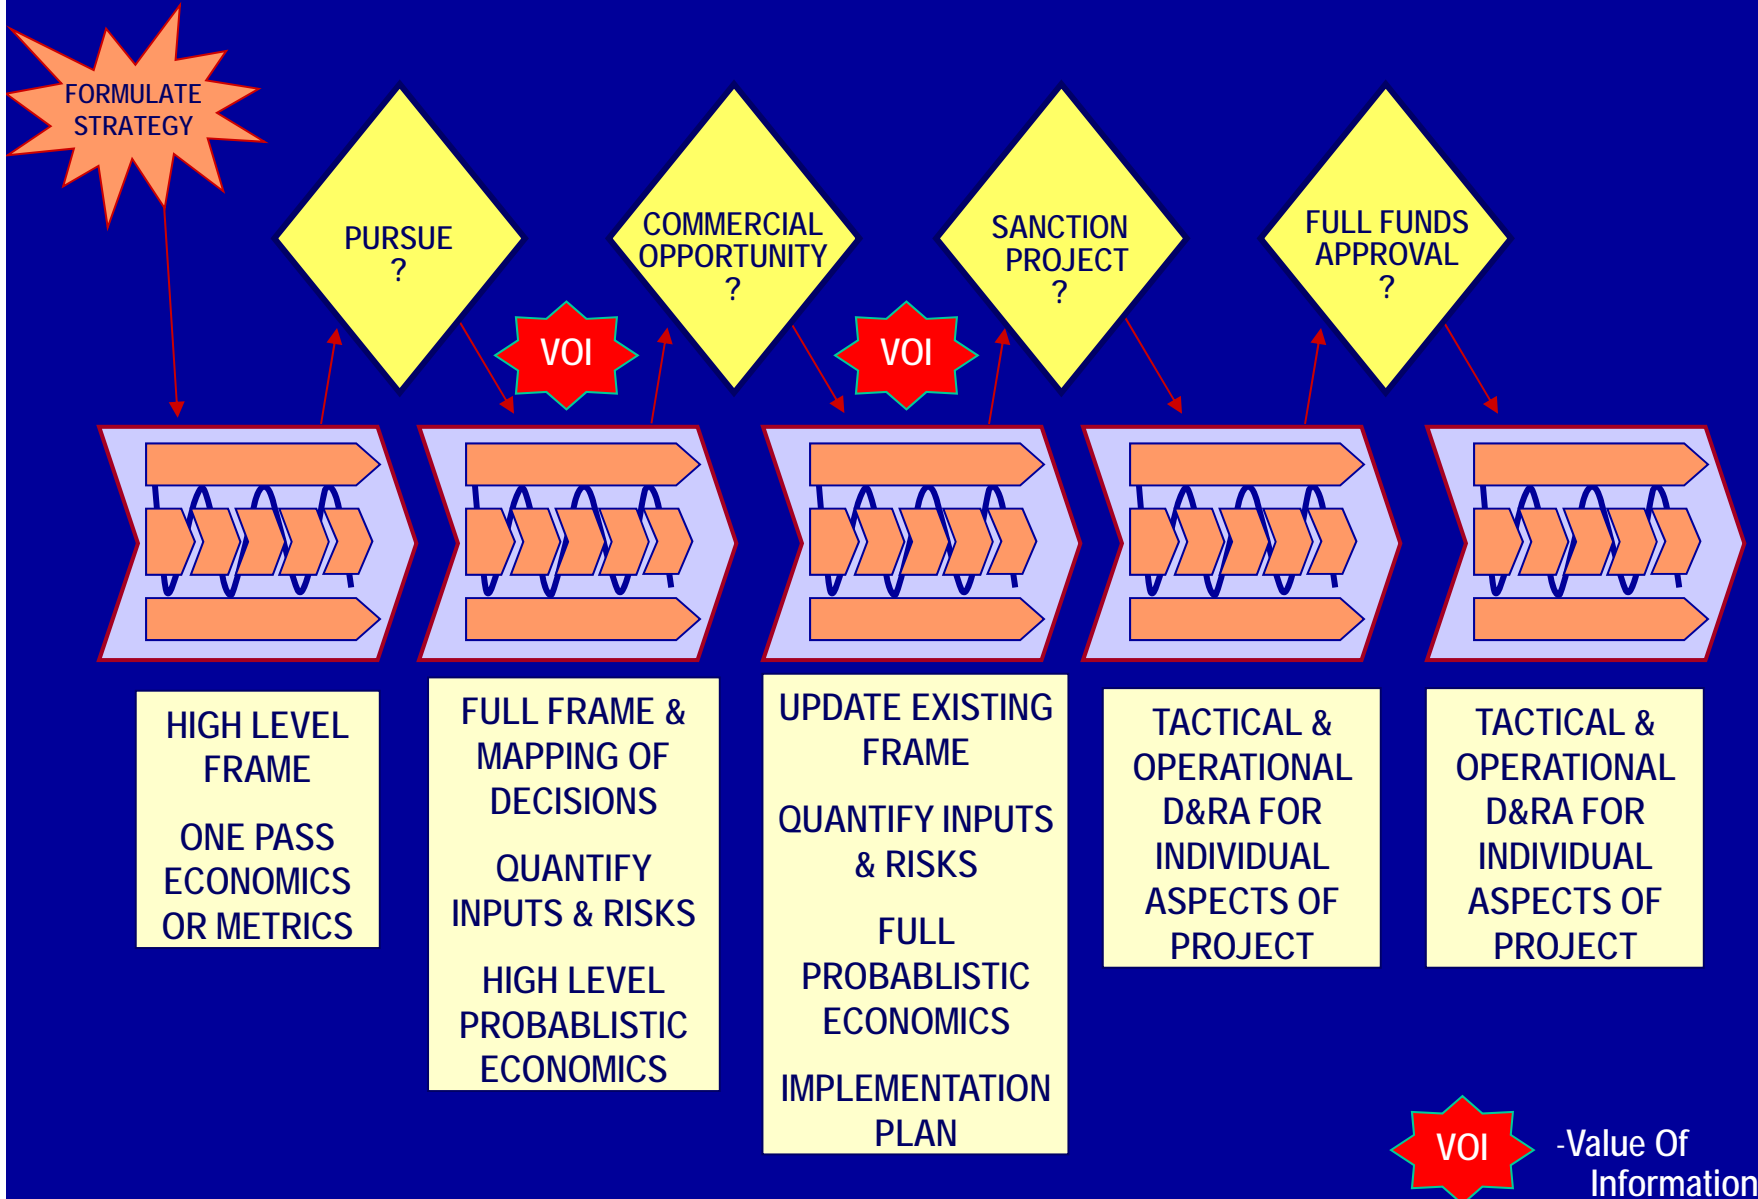 FORMULATE
STRATEGY
PURSUE
?
COMMERCIAL
OPPORTUNITY
?
SANCTION
PROJECT
?
FULL FUNDS
APPROVAL
?
VOI
VOI
HIGH LEVEL
FRAME
ONE PASS
ECONOMICS
OR METRICS
FULL FRAME &
MAPPING OF
DECISIONS
QUANTIFY
INPUTS & RISKS
HIGH LEVEL
PROBABLISTIC
ECONOMICS
UPDATE EXISTING
FRAME
QUANTIFY INPUTS
& RISKS
FULL
PROBABLISTIC
ECONOMICS
IMPLEMENTATION
PLAN
TACTICAL &
OPERATIONAL
D&RA FOR
INDIVIDUAL
ASPECTS OF
PROJECT
TACTICAL &
OPERATIONAL
D&RA FOR
INDIVIDUAL
ASPECTS OF
PROJECT
VOI
-Value Of
Information